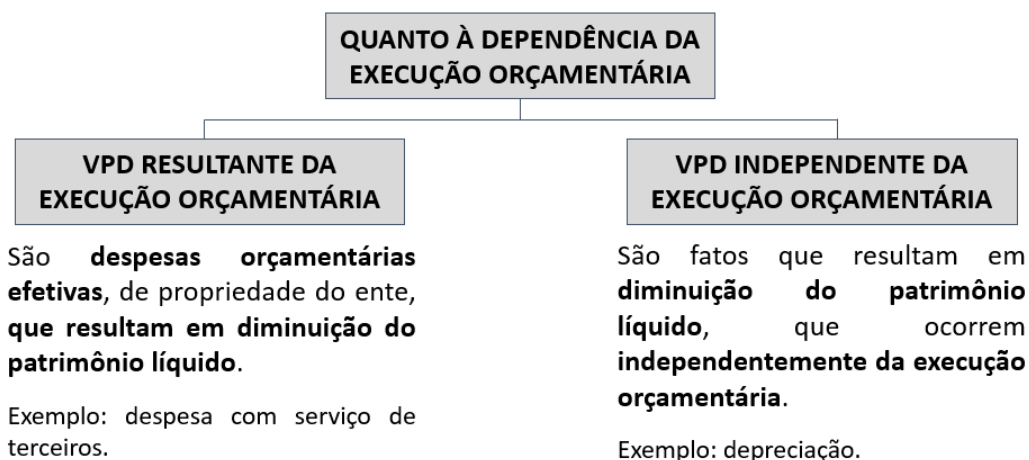 QUANTO À DEPENDÊNCIA DA
EXECUÇÃO ORÇAMENTÁRIA
VPD RESULTANTE DA
EXECUÇÃO ORÇAMENTÁRIA
São despesas orçamentárias
efetivas, de propriedade do ente,
que resultam em diminuição do
patrimônio líquido.
Exemplo: despesa com serviço de
terceiros.
VPD INDEPENDENTE DA
EXECUÇÃO ORÇAMENTÁRIA
São fatos que resultam em
diminuição do patrimônio
líquido, que ocorrem
independentemente da execução
orçamentária.
Exemplo: depreciação.